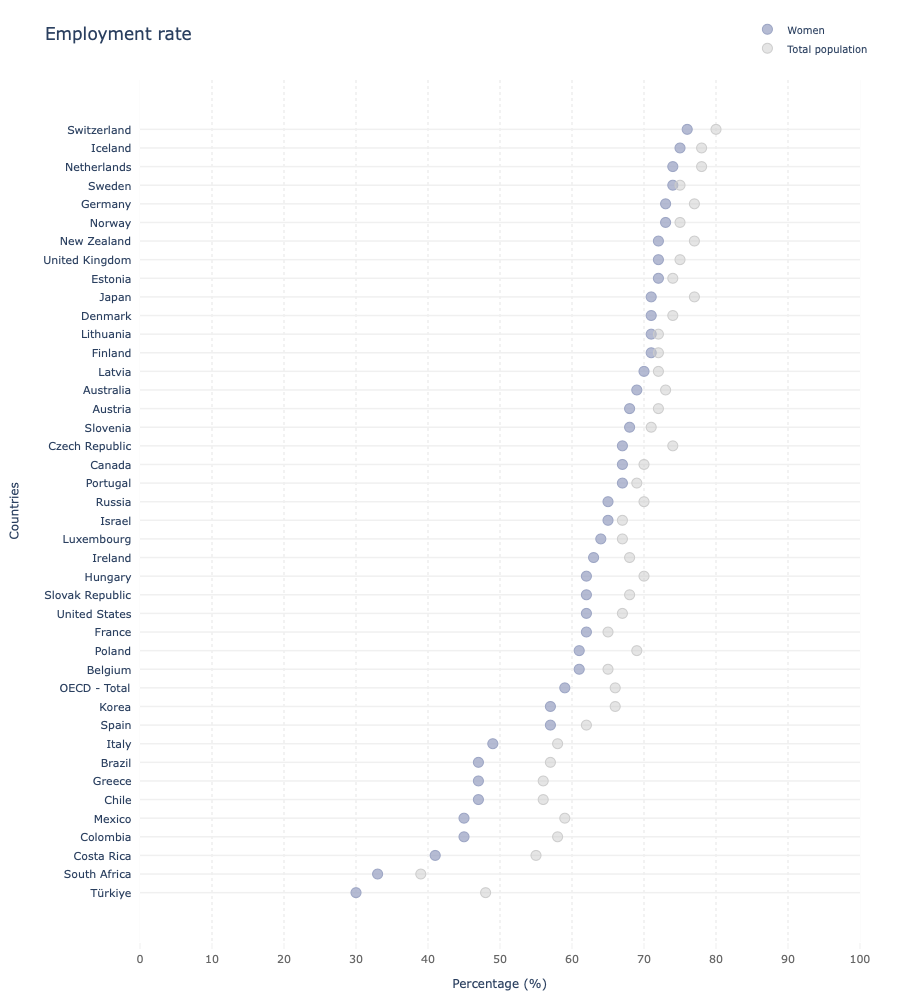 Employment rate
Women
Total population
Switzerland
Iceland
Netherlands
Sweden
Germany
Norway
New Zealand
United Kingdom
Estonia
Japan
Denmark
Lithuania
Finland
Latvia
Australia
Austria
Slovenia
Czech Republic
Canada
Portugal
Russia
Israel
Luxembourg
Ireland
Hungary
Slovak Republic
United States
France
Poland
Belgium
OECD - Total
Korea
Spain
Italy
Brazil
Greece
Chile
Mexico
Colombia
Costa Rica
South Africa
Türkiye
Countries
0 10 20 30 40 50 60 70 80 90 100
Percentage (%)